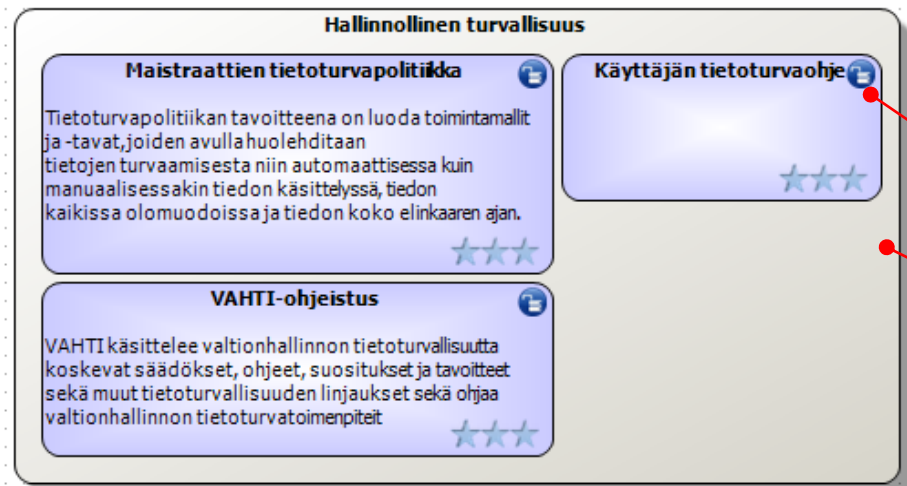 Hallinnollinen turvallisuus
Maistraattien tietoturvapolitiikka
Tietoturvapolitiikan tavoitteena on luoda toimintamallit
ja -tavat, joiden avulla huolehditaan
tietojen turvaamisesta niin automaattisessa kuin
manuaalisessakin tiedon käsittelyssä, tiedon
kaikissa olomuodoissa ja tiedon koko elinkaaren ajan.
Käyttäjän tietoturvaohje
VAHTI-ohjeistus
VAHTI käsittelee valtionhallinnon tietoturvallisuutta
koskevat säädökset, ohjeet, suositukset ja tavoitteet
sekä muut tietoturvallisuuden linjaukset sekä ohjaa
valtionhallinnon tietoturvatoimenpiteit